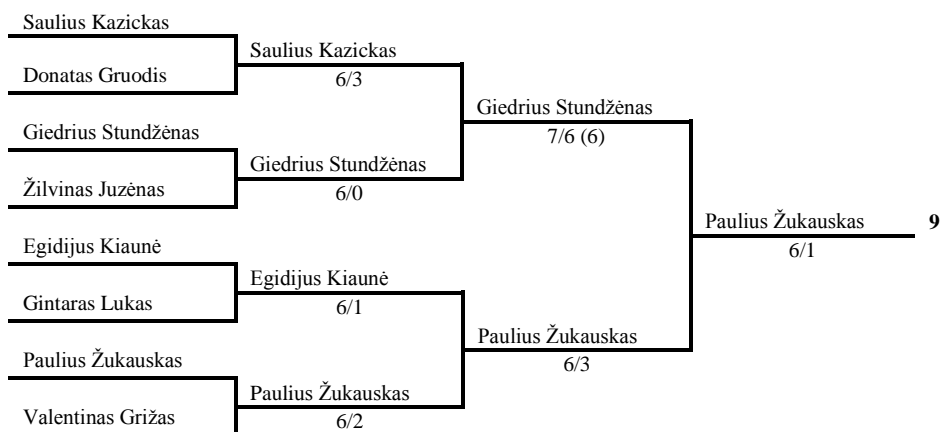 Saulius Kazickas
Saulius Kazickas
Donatas Gruodis
6/3
Giedrius Stundžėnas
7/6 (6)
Giedrius Stundžėnas
Giedrius Stundžėnas
Žilvinas Juzėnas
6/0
Paulius Žukauskas 9
6/1
Egidijus Kiaunė
Egidijus Kiaunė
Gintaras Lukas
6/1
Paulius Žukauskas
6/3
Paulius Žukauskas
Paulius Žukauskas
Valentinas Grižas
6/2